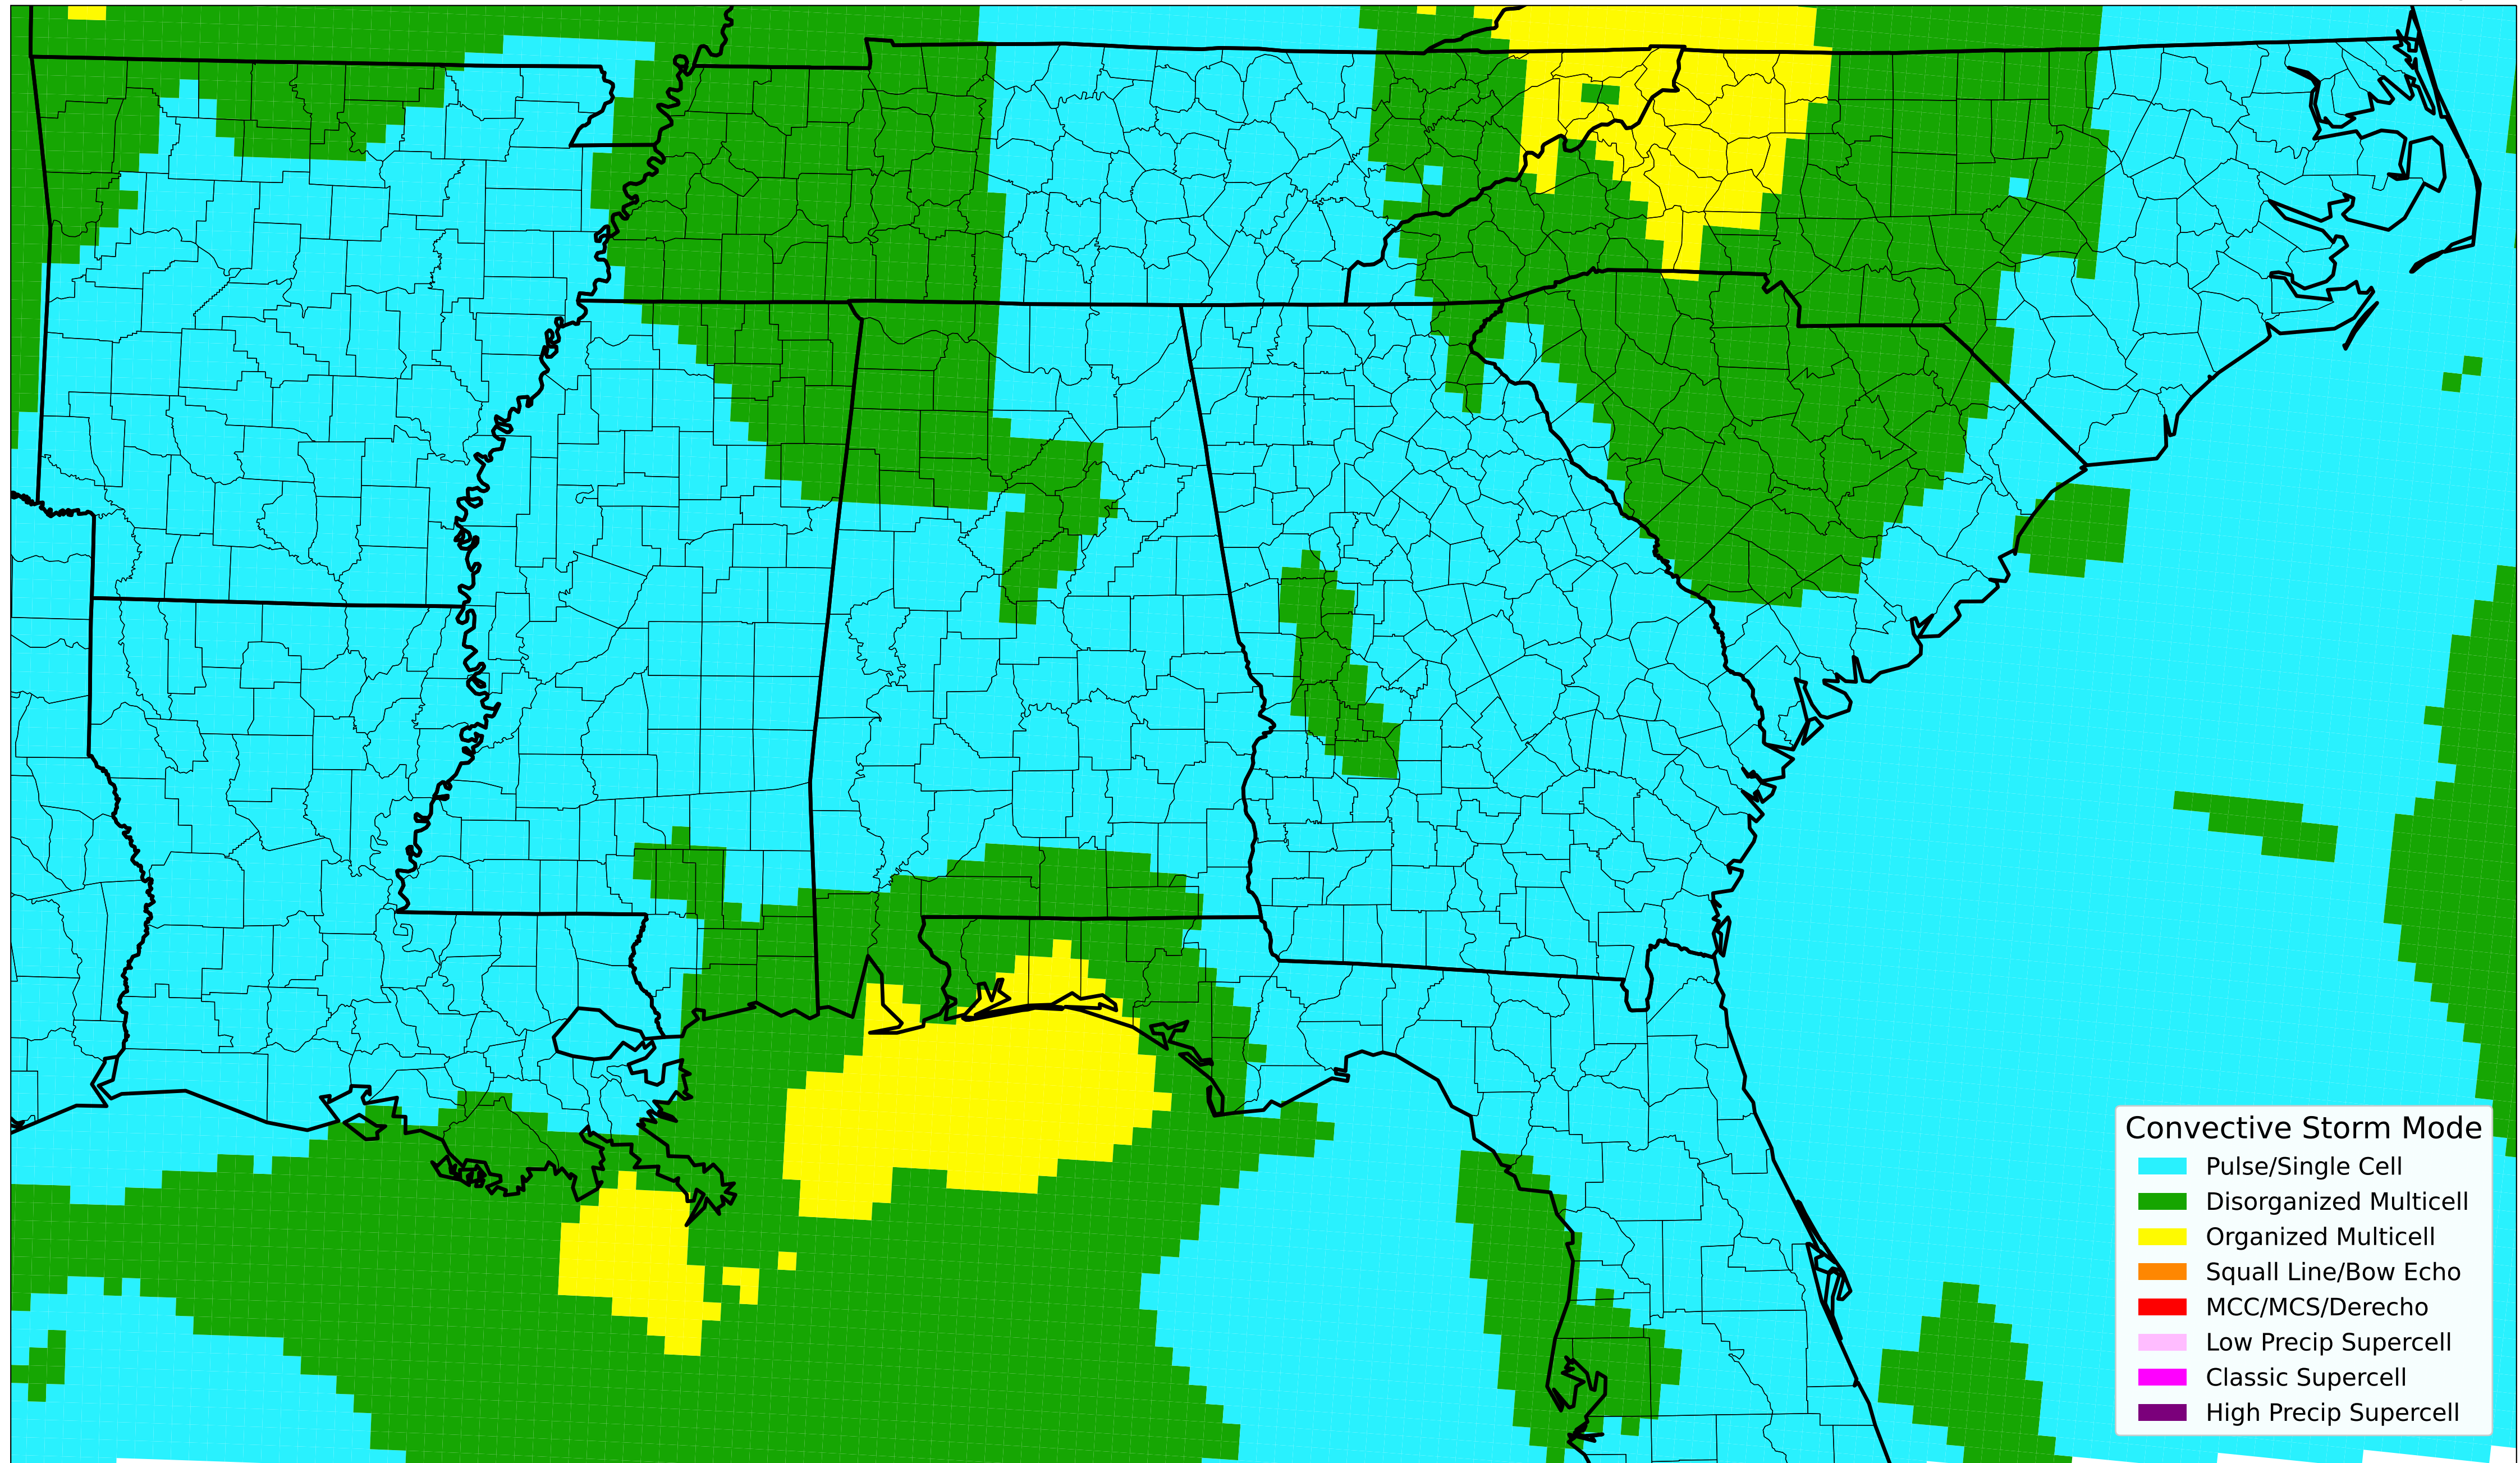 Convective Storm Mode
Pulse/Single Cell
Disorganized Multicell
Organized Multicell
Squall Line/Bow Echo
MCC/MCS/Derecho
Low Precip Supercell
Classic Supercell
High Precip Supercell